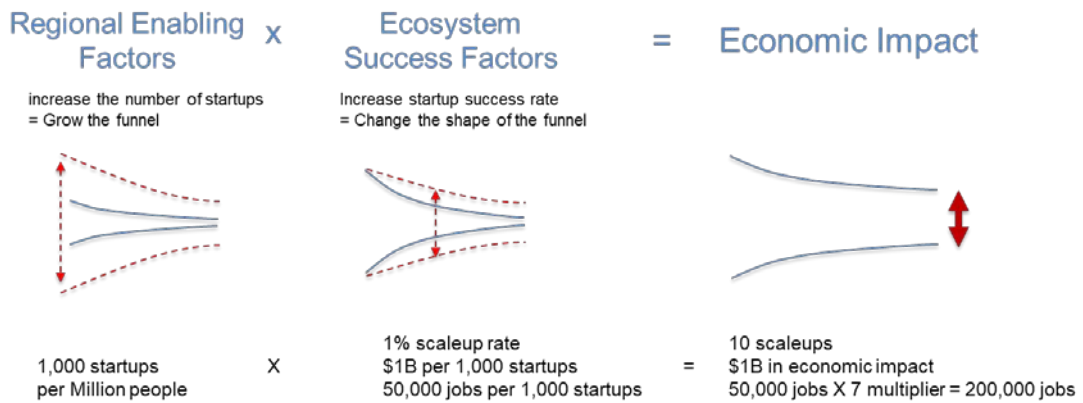 Regional Enabling
Factors
x
Ecosystem
Success Factors
=
Economic Impact
increase the number of startups
= Grow the funnel
Increase startup success rate
= Change the shape of the funnel
1,000 startups
per Million people
X
1% scaleup rate
$1B per 1,000 startups
50,000 jobs per 1,000 startups
=
10 scaleups
$1B in economic impact
50,000 jobs X 7 multiplier = 200,000 jobs